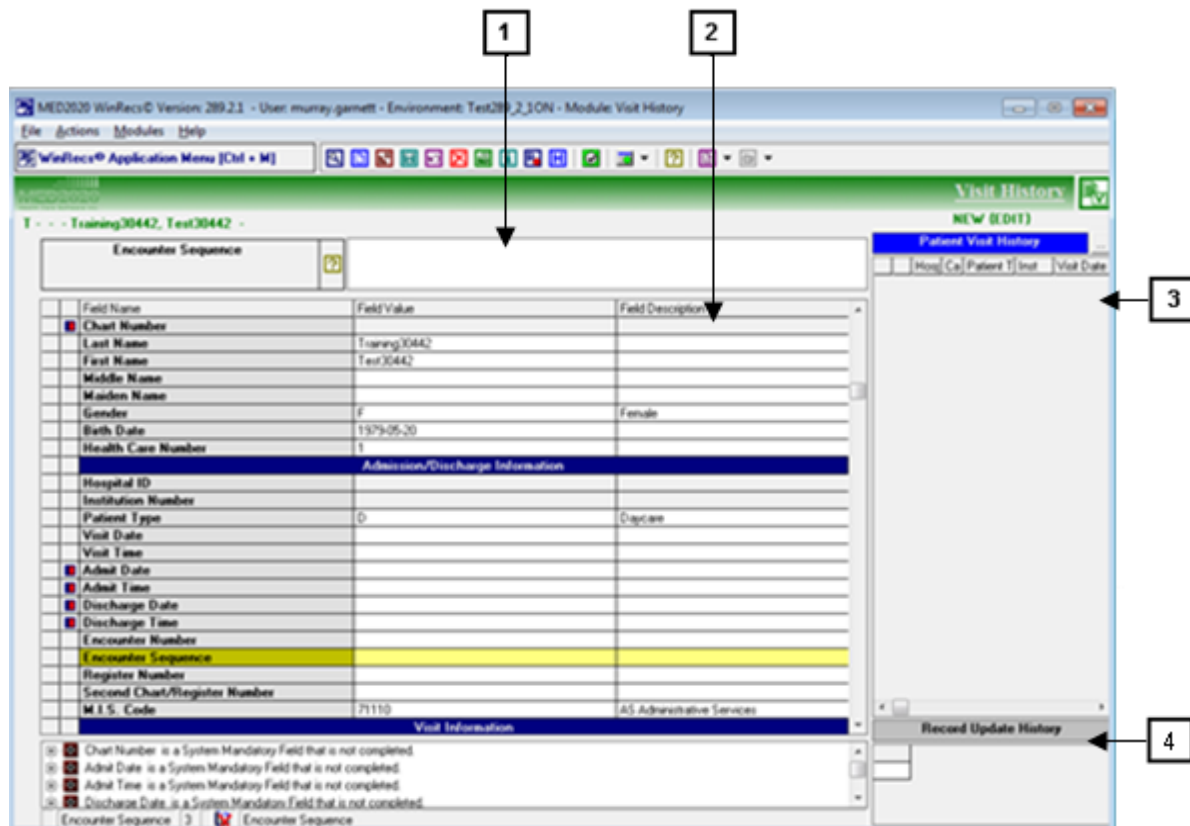 1 2
MED2020 WinRecs© Version: 289.2.1 - User: murray.garnett - Environment: Test289_2_1ON - Module: Visit History
File Actions Modules Help
WinRecs© Application Menu [Ctrl + M]
MED2020 Visit History
T - - - Training30442, Test30442 - NEW (EDIT)
Encounter Sequence Patient Visit History ...
Hosp Ca Patient T Inst Visit Date
3
Field Name Field Value Field Description
Chart Number
Last Name Training30442
First Name Test30442
Middle Name
Maiden Name
Gender F Female
Birth Date 1979-05-20
Health Care Number 1
Admission/Discharge Information
Hospital ID
Institution Number
Patient Type D Daycare
Visit Date
Visit Time
Admit Date
Admit Time
Discharge Date
Discharge Time
Encounter Number
Encounter Sequence
Register Number
Second Chart/Register Number
M.I.S. Code 71110 AS Administrative Services
Visit Information Record Update History
4
Chart Number is a System Mandatory Field that is not completed.
Admit Date is a System Mandatory Field that is not completed.
Admit Time is a System Mandatory Field that is not completed.
Discharge Date is a System Mandatory Field that is not completed.
Encounter Sequence 3 Encounter Sequence